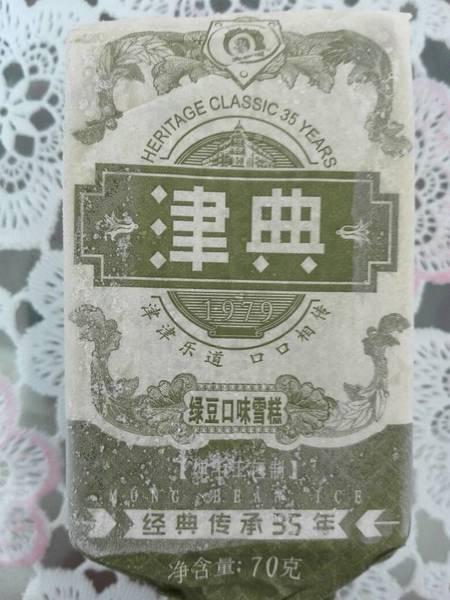 HERITAGE CLASSIC 35 YEARS
津典
1979
津津乐道 口口相传
绿豆口味雪糕
MUNG BEAN ICE
经典传承35年
净含量:70克